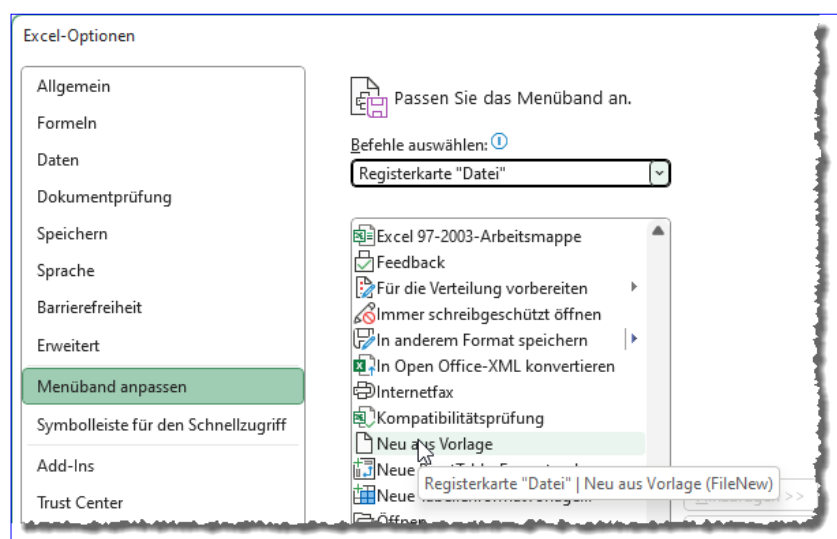 Excel-Optionen
Allgemein
Formeln
Daten
Dokumentprüfung
Speichern
Sprache
Barrierefreiheit
Erweitert
Menüband anpassen
Symbolleiste für den Schnellzugriff
Add-Ins
Trust Center
Passen Sie das Menüband an.
Befehle auswählen:
Registerkarte "Datei"
Excel 97-2003-Arbeitsmappe
Feedback
Für die Verteilung vorbereiten
Immer schreibgeschützt öffnen
In anderem Format speichern
In Open Office-XML konvertieren
Internetfax
Kompatibilitätsprüfung
Neu aus Vorlage
Neue
Registerkarte "Datei" | Neu aus Vorlage (FileNew)
Neue
Öffnen